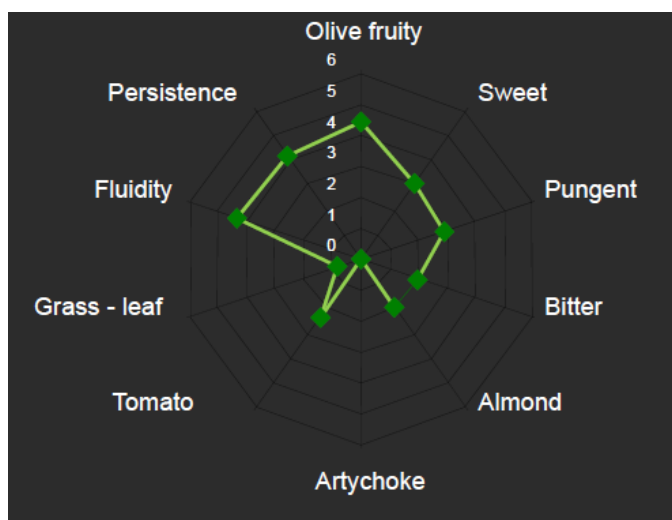 Olive fruity
6
Persistence
Sweet
5
4
3
Fluidity
Pungent
2
1
0
Grass - leaf
Bitter
Tomato
Almond
Artychoke